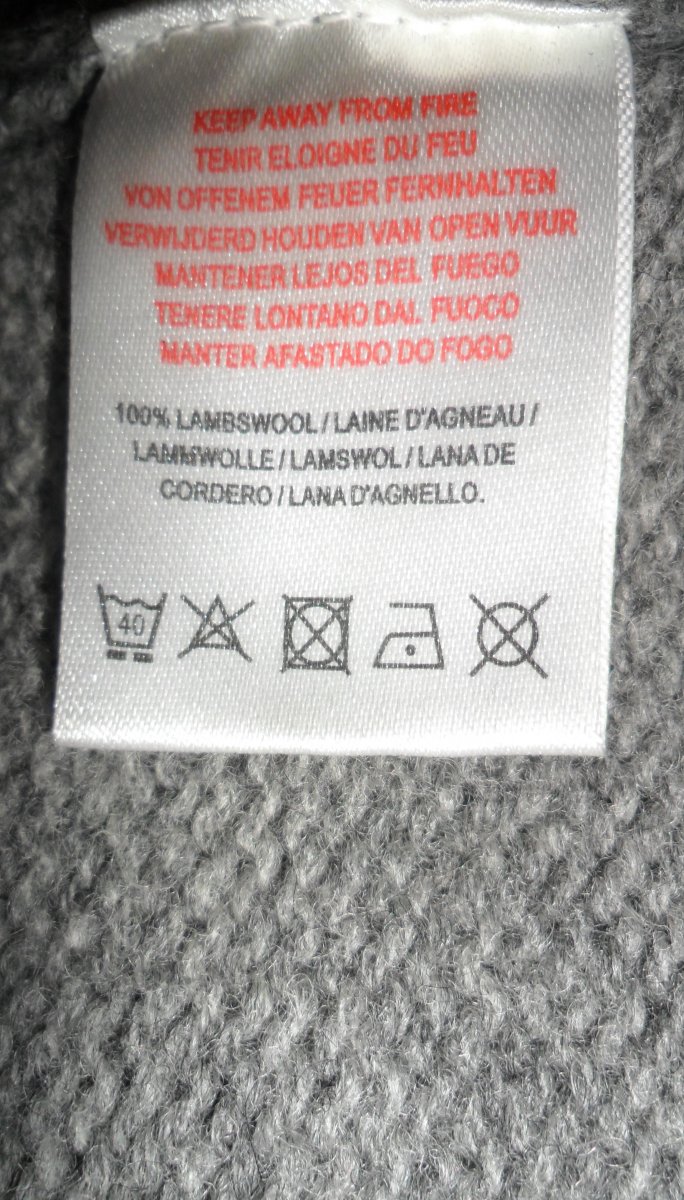 KEEP AWAY FROM FIRE
TENIR ELOIGNE DU FEU
VON OFFENEM FEUER FERNHALTEN
VERWIJDERD HOUDEN VAN OPEN VUUR
MANTENER LEJOS DEL FUEGO
TENERE LONTANO DAL FUOCO
MANTER AFASTADO DO FOGO
100% LAMBSWOOL / LAINE D'AGNEAU /
LAMMWOLLE / LAMSWOL / LANA DE
CORDERO / LANA D'AGNELLO.
40